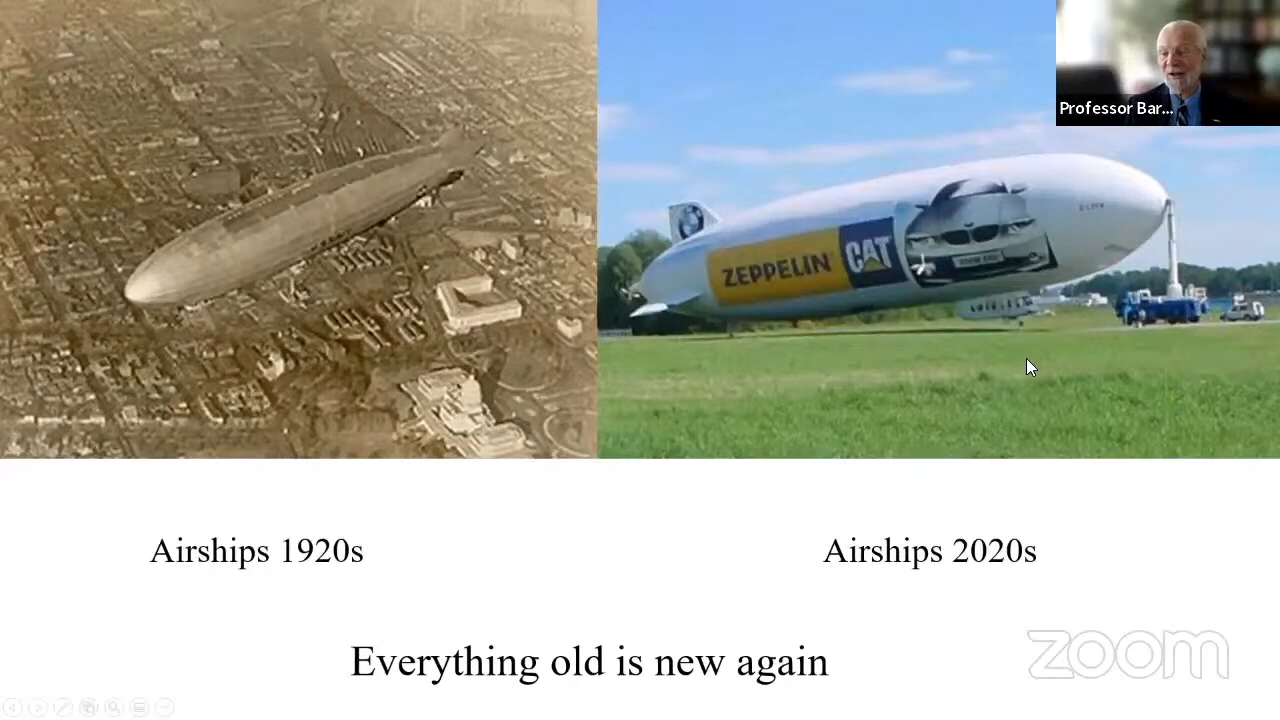 Professor Bar...
ZEPPELIN CAT
Airships 1920s
Airships 2020s
Everything old is new again
zoom